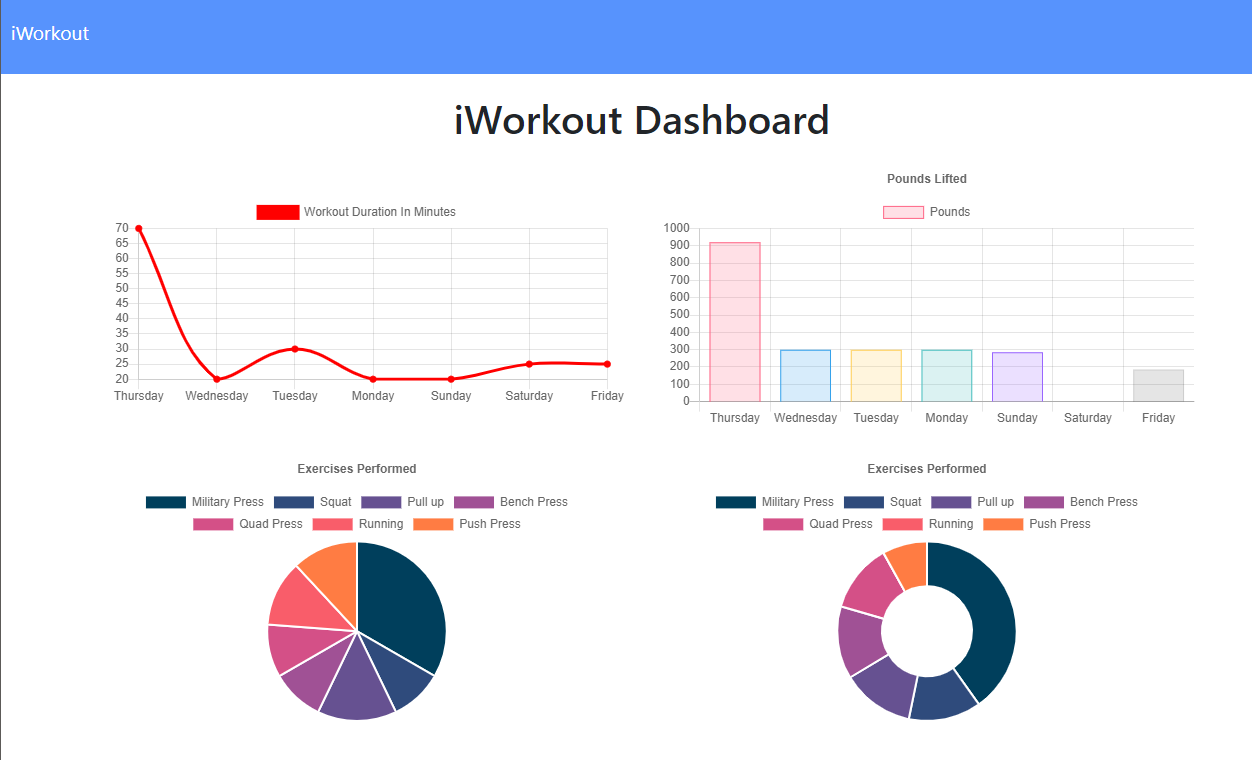 iWorkout
iWorkout Dashboard
Workout Duration In Minutes
70
65
60
55
50
45
40
35
30
25
20
Thursday Wednesday Tuesday Monday Sunday Saturday Friday
Pounds Lifted
Pounds
1000
900
800
700
600
500
400
300
200
100
0
Thursday Wednesday Tuesday Monday Sunday Saturday Friday
Exercises Performed
Military Press Squat Pull up Bench Press
Quad Press Running Push Press
Exercises Performed
Military Press Squat Pull up Bench Press
Quad Press Running Push Press